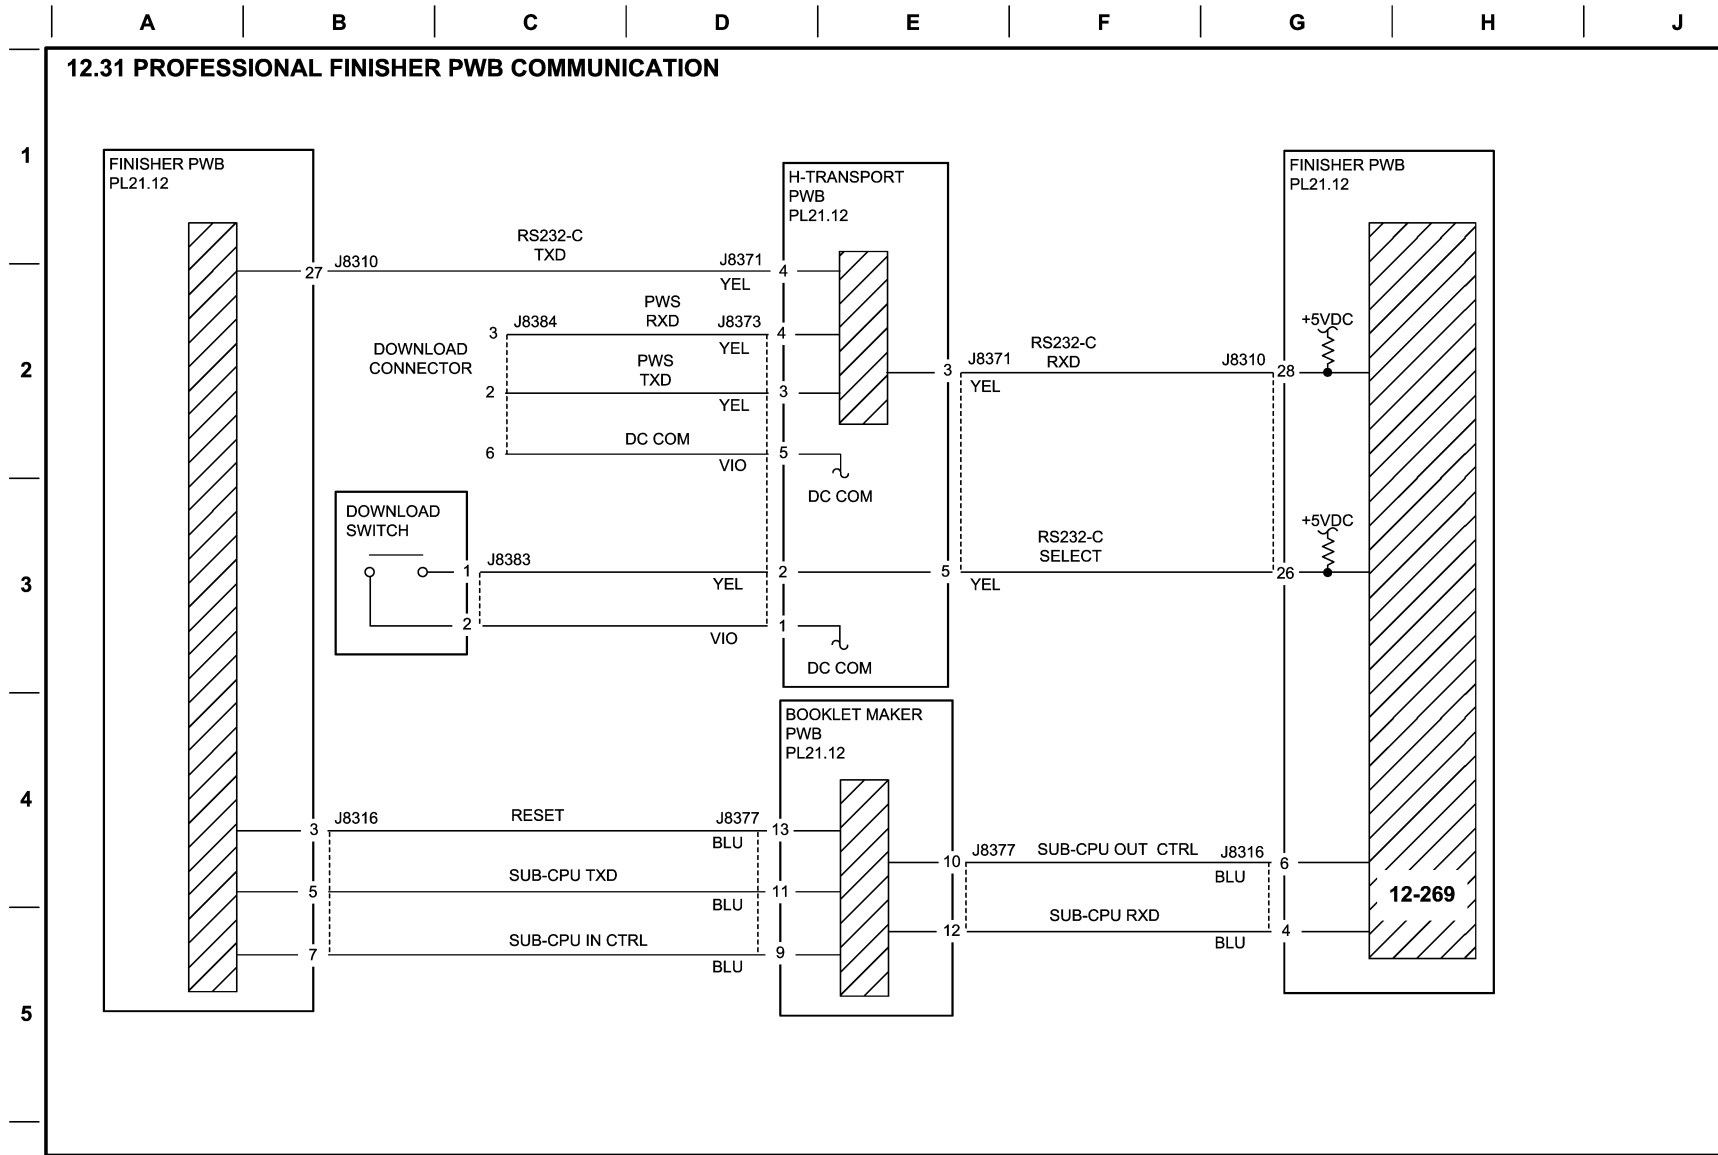 A B C D E F G H J
12.31 PROFESSIONAL FINISHER PWB COMMUNICATION
1
FINISHER PWB
PL21.12
H-TRANSPORT
PWB
PL21.12
FINISHER PWB
PL21.12
27 J8310
RS232-C
TXD
J8371 4
YEL
2
DOWNLOAD
CONNECTOR
3 J8384
PWS
RXD
J8373 4
YEL
2
PWS
TXD
3
YEL
6
DC COM
5
VIO
DC COM
3 J8371
YEL
RS232-C
RXD
J8310 28
+5VDC
3
DOWNLOAD
SWITCH
1 J8383
YEL
2
2
VIO
1
DC COM
5
YEL
RS232-C
SELECT
26
+5VDC
4
BOOKLET MAKER
PWB
PL21.12
3 J8316
RESET
J8377 13
BLU
5
SUB-CPU TXD
11
BLU
7
SUB-CPU IN CTRL
9
BLU
10 J8377
SUB-CPU OUT CTRL
J8316 6
BLU
12
SUB-CPU RXD
4
BLU
12-269
5